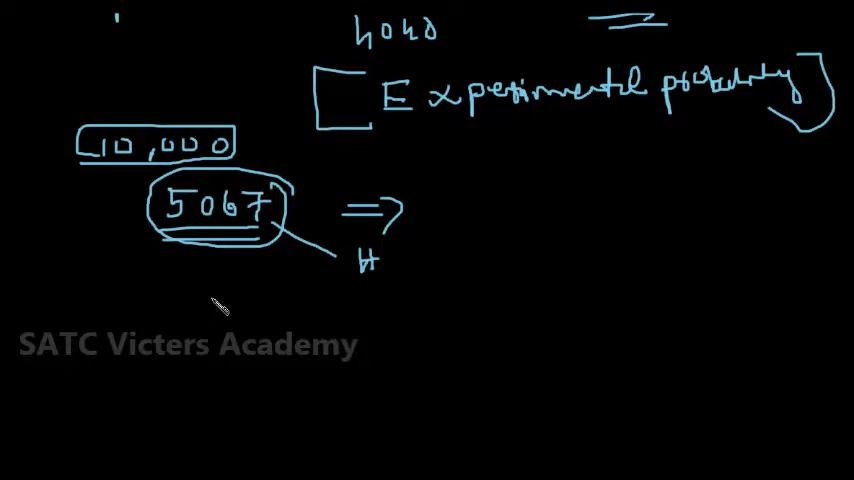 4040
[Experimental probability]
10,000
5067 ⇒
H
SATC Victers Academy